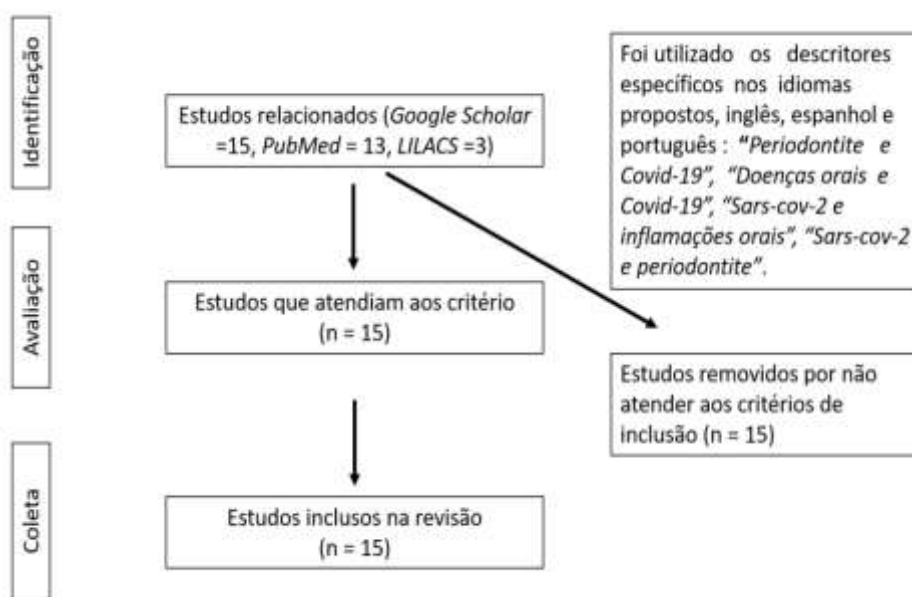 Identificação
Estudos relacionados (Google Scholar
=15, PubMed = 13, LILACS =3)
Foi utilizado os descritores
específicos nos idiomas
propostos, inglês, espanhol e
português : “Periodontite e
Covid-19”, “Doenças orais e
Covid-19”, “Sars-cov-2 e
inflamações orais”, “Sars-cov-2
e periodontite”.
Avaliação
Estudos que atendiam aos critério
(n = 15)
Estudos removidos por não
atender aos critérios de
inclusão (n = 15)
Coleta
Estudos inclusos na revisão
(n = 15)